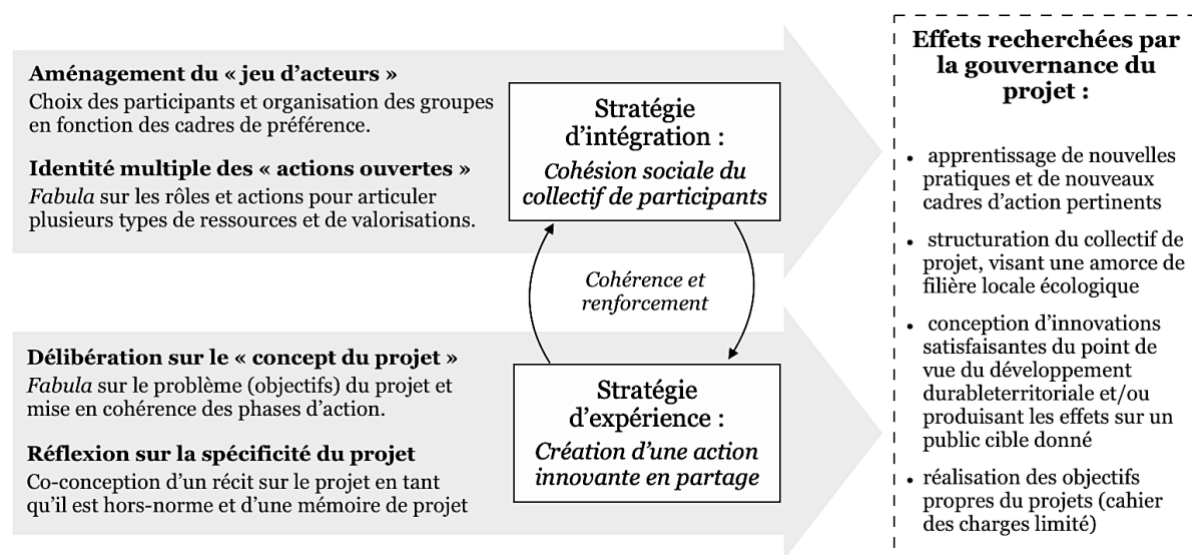 Aménagement du « jeu d'acteurs »
Choix des participants et organisation des groupes
en fonction des cadres de préférence.
Identité multiple des « actions ouvertes »
Fabula sur les rôles et actions pour articuler
plusieurs types de ressources et de valorisations.
Stratégie
d'intégration :
Cohésion sociale du
collectif de participants
Cohérence et
renforcement
Délibération sur le « concept du projet »
Fabula sur le problème (objectifs) du projet et
mise en cohérence des phases d'action.
Réflexion sur la spécificité du projet
Co-conception d'un récit sur le projet en tant
qu'il est hors-norme et d'une mémoire de projet
Stratégie
d'expérience :
Création d'une action
innovante en partage
Effets recherchées par
la gouvernance du
projet :
• apprentissage de nouvelles
pratiques et de nouveaux
cadres d'action pertinents
• structuration du collectif de
projet, visant une amorce de
filière locale écologique
• conception d'innovations
satisfaisantes du point de
vue du développement
durableterritoriale et/ou
produisant les effets sur un
public cible donné
• réalisation des objectifs
propres du projets (cahier
des charges limité)